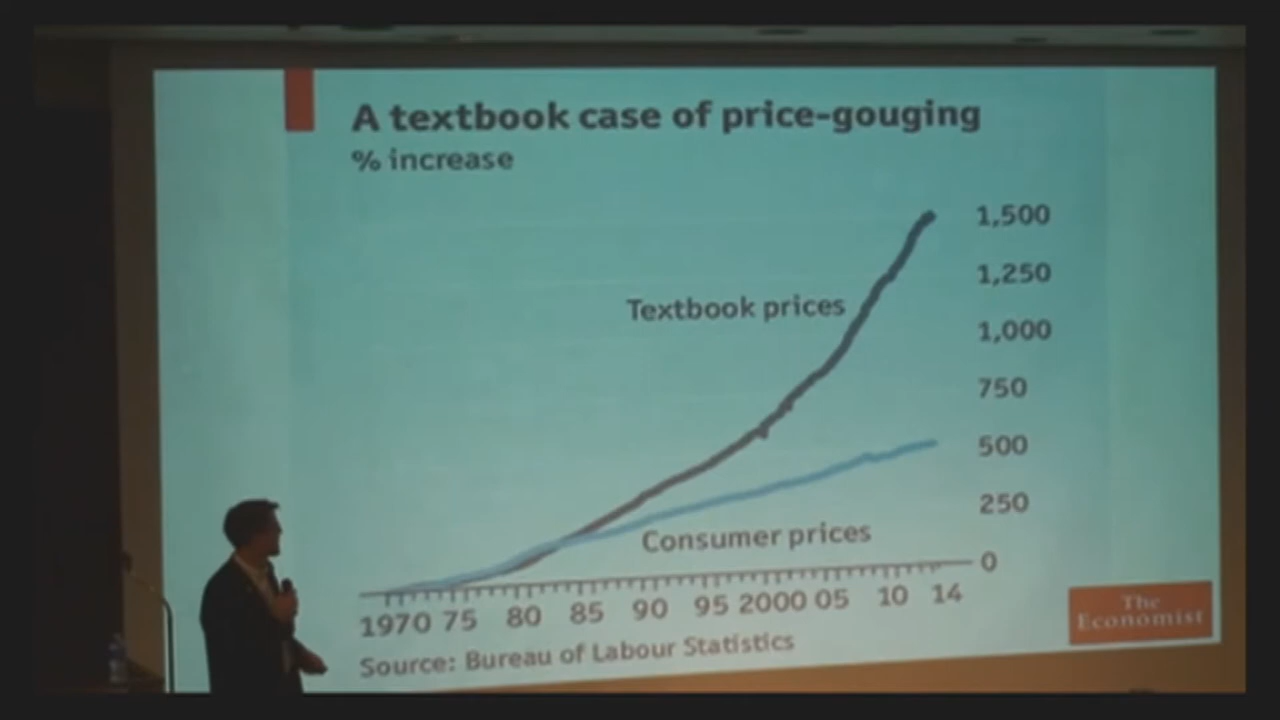 A textbook case of price-gouging
% increase
1,500
1,250
Textbook prices
1,000
750
500
250
Consumer prices
0
1970 75 80 85 90 95 2000 05 10 14
The
Economist
Source: Bureau of Labour Statistics